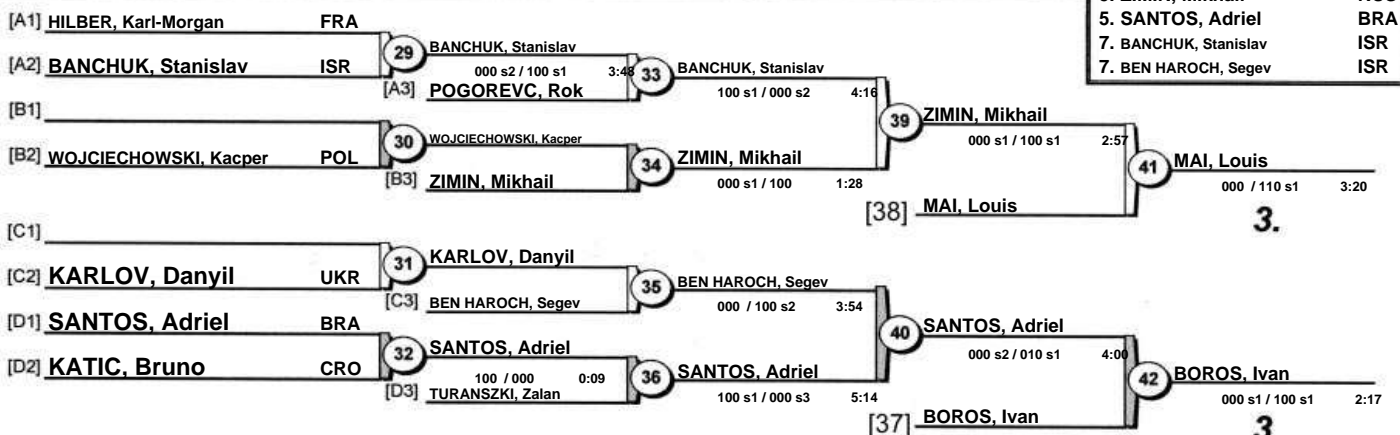 [A1] HILBER, Karl-Morgan FRA
[A2] BANCHUK, Stanislav ISR
29
BANCHUK, Stanislav
000 s2 / 100 s1 3:48
[A3] POGOREVC, Rok
33
BANCHUK, Stanislav
100 s1 / 000 s2 4:16
[B1]
[B2] WOJCIECHOWSKI, Kacper POL
30
WOJCIECHOWSKI, Kacper
[B3] ZIMIN, Mikhail
34
ZIMIN, Mikhail
000 s1 / 100 1:28
39
ZIMIN, Mikhail
000 s1 / 100 s1 2:57
[38] MAI, Louis
41
MAI, Louis
000 / 110 s1 3:20
3.
[C1]
[C2] KARLOV, Danyil UKR
31
KARLOV, Danyil
[C3] BEN HAROCH, Segev
35
BEN HAROCH, Segev
000 / 100 s2 3:54
[D1] SANTOS, Adriel BRA
[D2] KATIC, Bruno CRO
32
SANTOS, Adriel
100 / 000 0:09
[D3] TURANSZKI, Zalan
36
SANTOS, Adriel
100 s1 / 000 s3 5:14
40
SANTOS, Adriel
000 s2 / 010 s1 4:00
[37] BOROS, Ivan
42
BOROS, Ivan
000 s1 / 100 s1 2:17
3
5. SANTOS, Adriel BRA
7. BANCHUK, Stanislav ISR
7. BEN HAROCH, Segev ISR